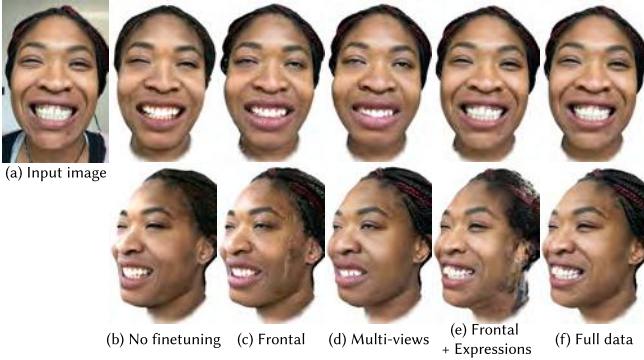 (a) Input image
(b) No finetuning
(c) Frontal
(d) Multi-views
(e) Frontal
+ Expressions
(f) Full data